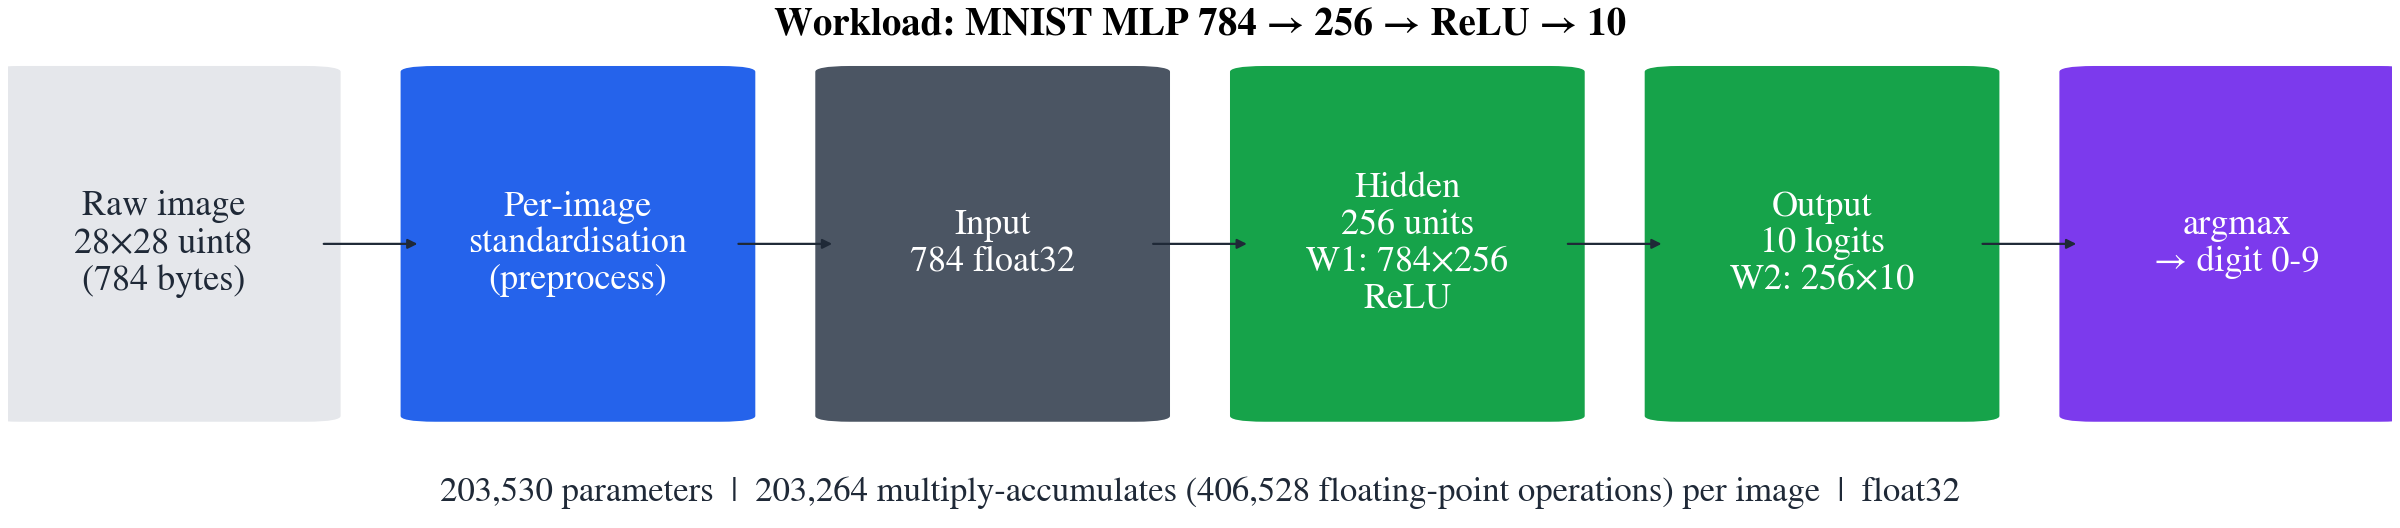 Workload: MNIST MLP 784 → 256 → ReLU → 10
Raw image
28×28 uint8
(784 bytes)
Per-image
standardisation
(preprocess)
Input
784 float32
Hidden
256 units
W1: 784×256
ReLU
Output
10 logits
W2: 256×10
argmax
→ digit 0-9
203,530 parameters | 203,264 multiply-accumulates (406,528 floating-point operations) per image | float32